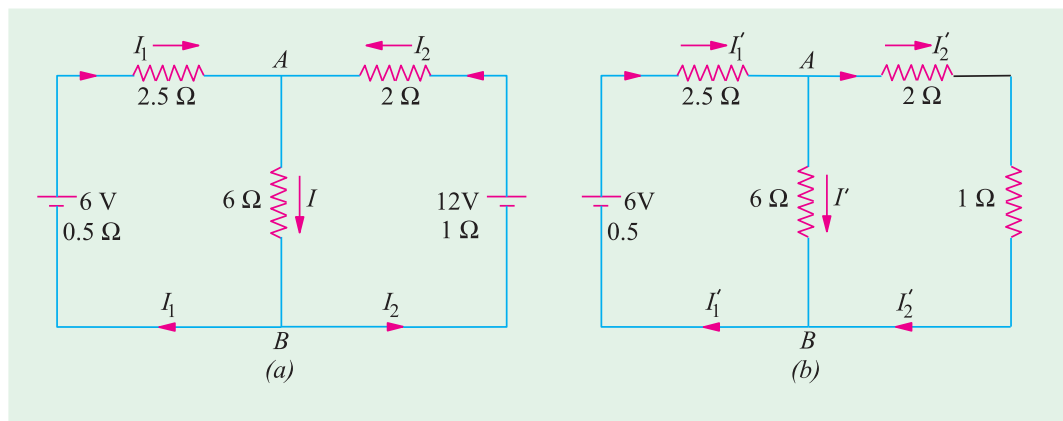 I₁ A I₂
2.5 Ω 2 Ω
6 V 6 Ω I 12V
0.5 Ω 1 Ω
I₁ I₂
B
(a)
I₁′ A I₂′
2.5 Ω 2 Ω
6V 6 Ω I′ 1 Ω
0.5
I₁′ I₂′
B
(b)